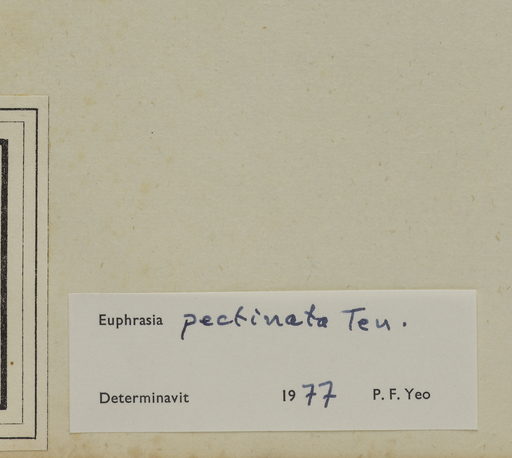 Euphrasia pectinata Ten.
Determinavit 1977 P. F. Yeo